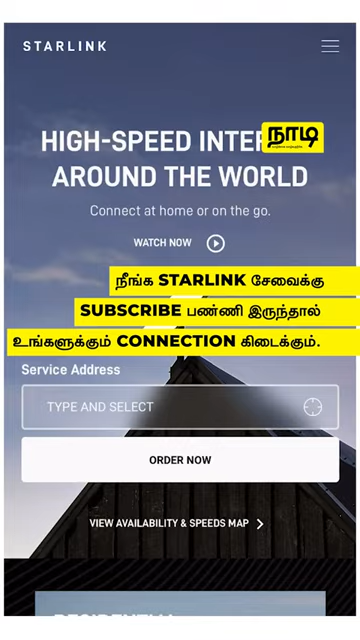 STARLINK
HIGH-SPEED
நாடி
AROUND THE WORLD
Connect at home or on the go.
WATCH NOW
நீங்க STARLINK சேவைக்கு
SUBSCRIBE பண்ணி இருந்தால்
உங்களுக்கும் CONNECTION கிடைக்கும்.
Service Address
TYPE AND SELECT
ORDER NOW
VIEW AVAILABILITY & SPEEDS MAP